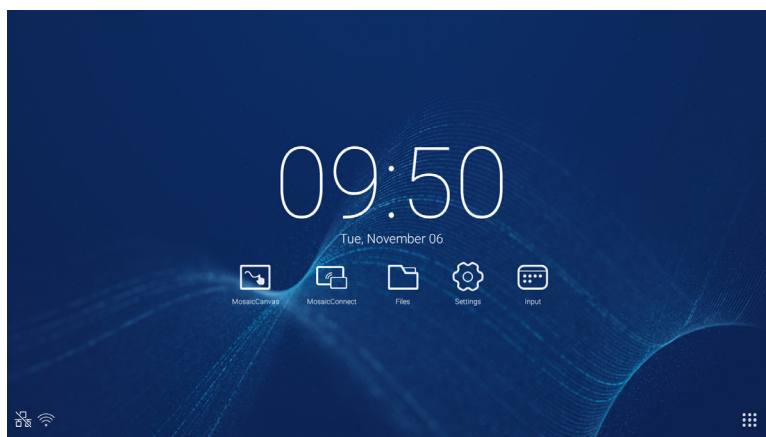 09:50
Tue, November 06
MosaicCanvas
MosaicConnect
Files
Settings
Input